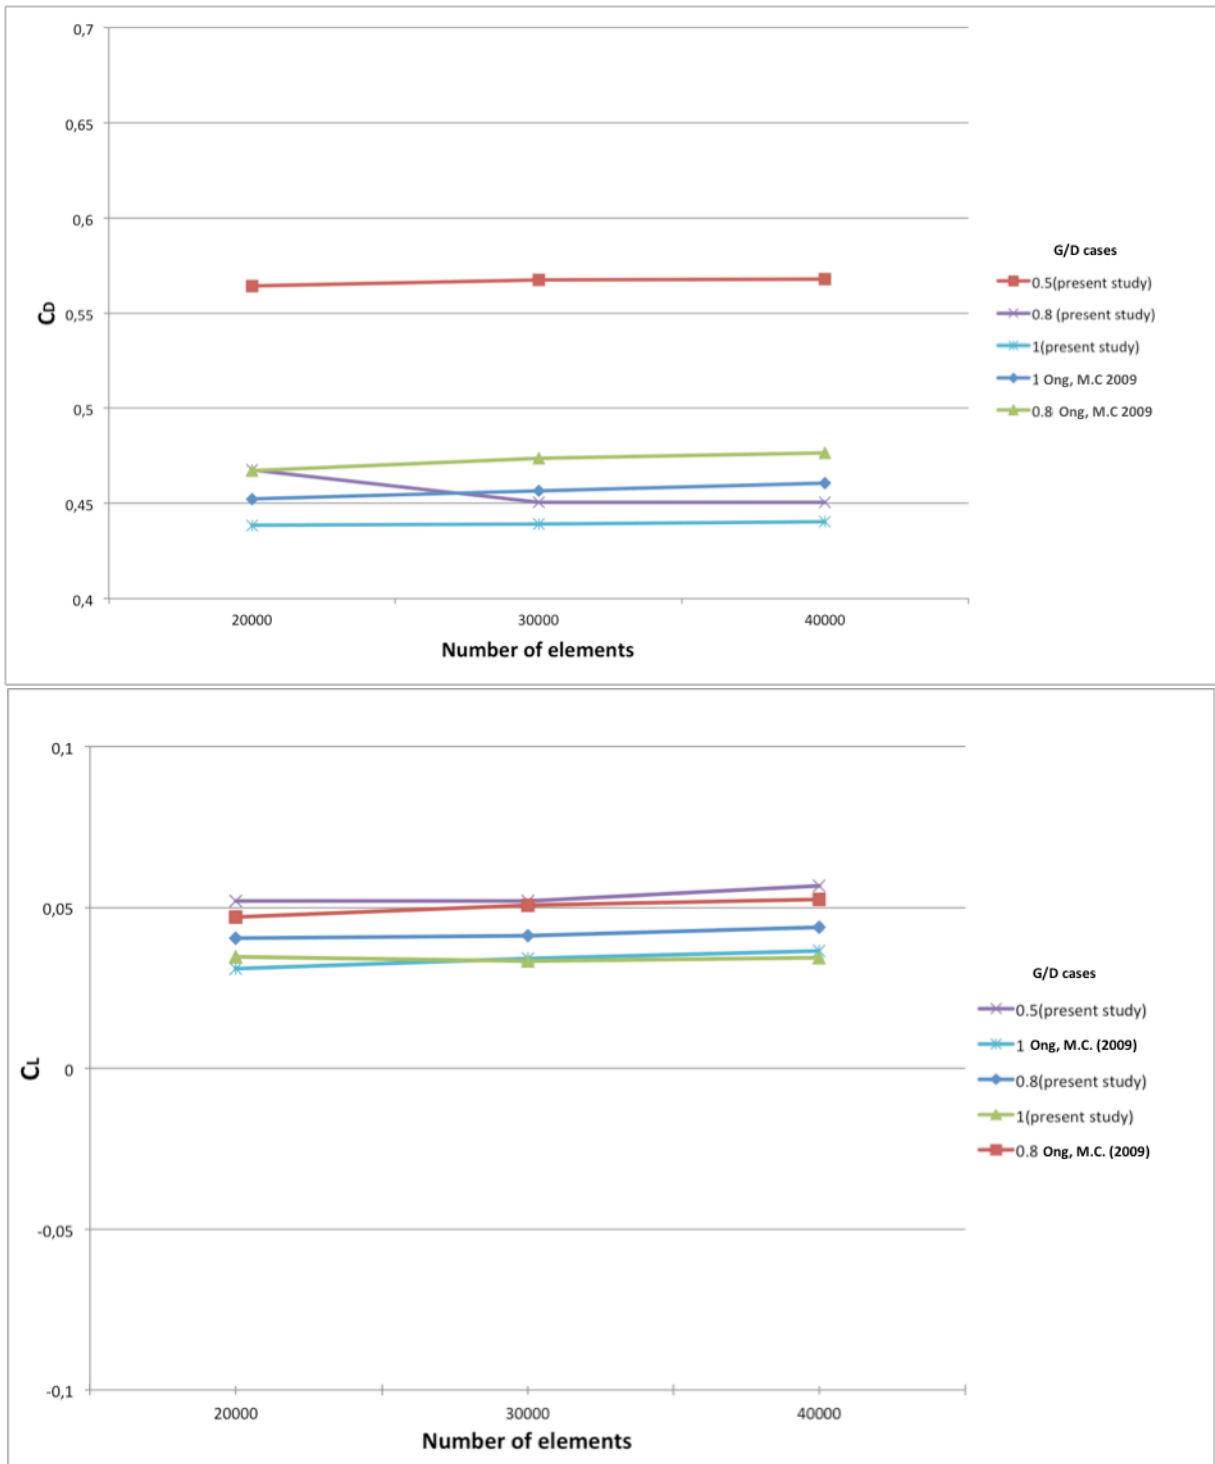 0,7
0,65
0,6
0,55
0,5
0,45
0,4
CD
20000 30000 40000
Number of elements
G/D cases
0.5(present study)
0.8 (present study)
1(present study)
1 Ong, M.C 2009
0.8 Ong, M.C 2009
0,1
0,05
0
-0,05
-0,1
CL
20000 30000 40000
Number of elements
G/D cases
0.5(present study)
1 Ong, M.C. (2009)
0.8(present study)
1(present study)
0.8 Ong, M.C. (2009)